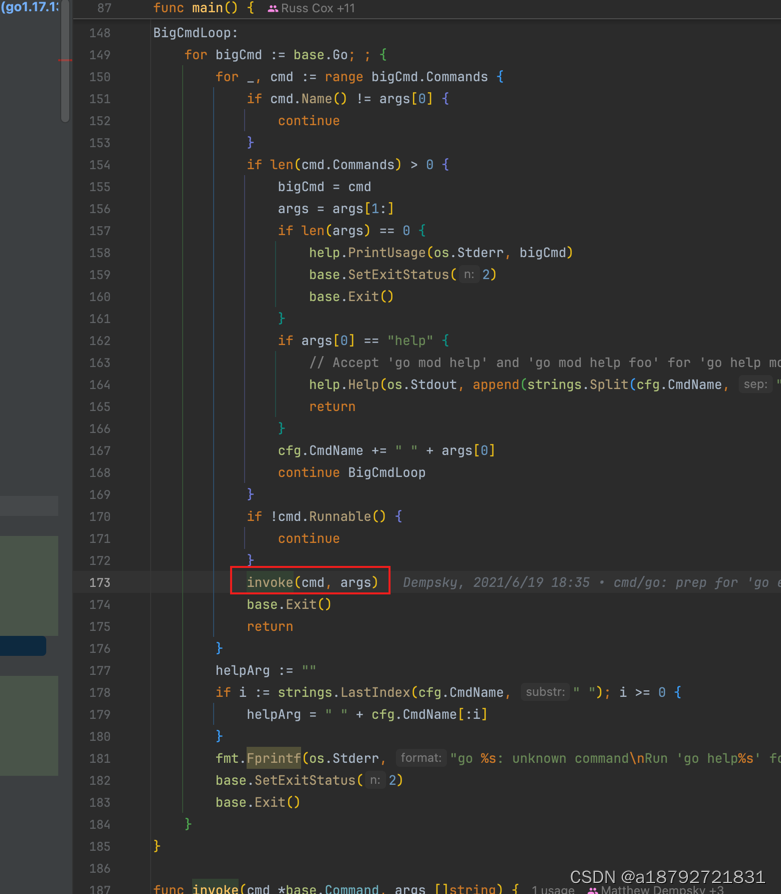 (go1.17.13
87 func main() { Russ Cox +11
148 BigCmdLoop:
149 for bigCmd := base.Go; ; {
150 for _, cmd := range bigCmd.Commands {
151 if cmd.Name() != args[0] {
152 continue
153 }
154 if len(cmd.Commands) > 0 {
155 bigCmd = cmd
156 args = args[1:]
157 if len(args) == 0 {
158 help.PrintUsage(os.Stderr, bigCmd)
159 base.SetExitStatus( n: 2)
160 base.Exit()
161 }
162 if args[0] == "help" {
163 // Accept 'go mod help' and 'go mod help foo' for 'go help mo
164 help.Help(os.Stdout, append(strings.Split(cfg.CmdName, sep: "
165 return
166 }
167 cfg.CmdName += " " + args[0]
168 continue BigCmdLoop
169 }
170 if !cmd.Runnable() {
171 continue
172 }
173 invoke(cmd, args) Dempsky, 2021/6/19 18:35 • cmd/go: prep for 'go e
174 base.Exit()
175 return
176 }
177 helpArg := ""
178 if i := strings.LastIndex(cfg.CmdName, substr: " "); i >= 0 {
179 helpArg = " " + cfg.CmdName[:i]
180 }
181 fmt.Fprintf(os.Stderr, format: "go %s: unknown command\nRun 'go help%s' fo
182 base.SetExitStatus( n: 2)
183 base.Exit()
184 }
185 }
186
187 func invoke(cmd *base.Command, args []string) { 1 usage Matthew Dempsky +3
CSDN @a18792721831